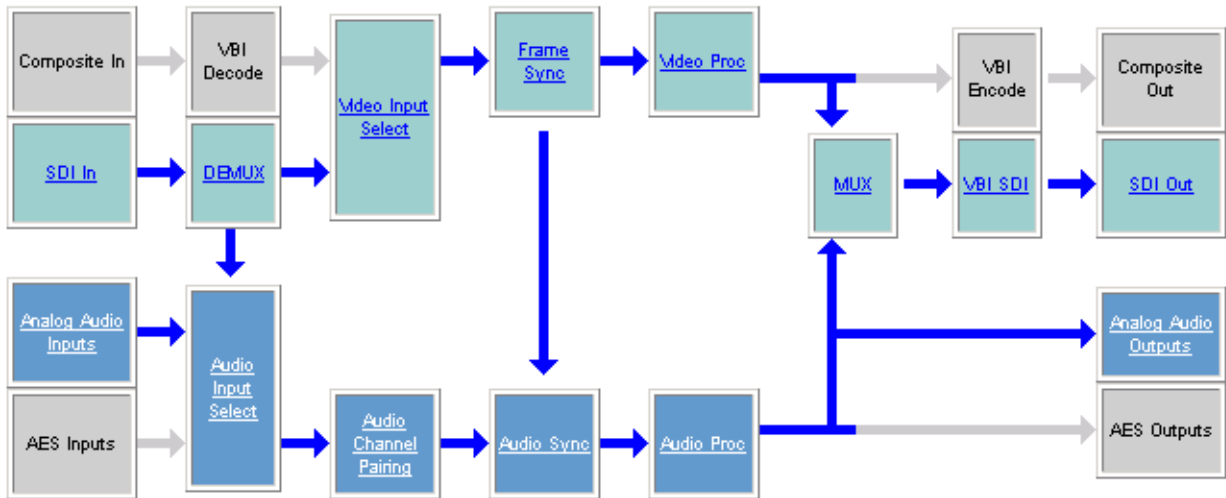 Composite In
VBI
Decode
Video Input
Select
Frame
Sync
Video Proc
VBI
Encode
Composite
Out
SDI In
DEMUX
MUX
VBI SDI
SDI Out
Analog Audio
Inputs
Audio
Input
Select
Analog Audio
Outputs
AES Inputs
Audio
Channel
Pairing
Audio Sync
Audio Proc
AES Outputs